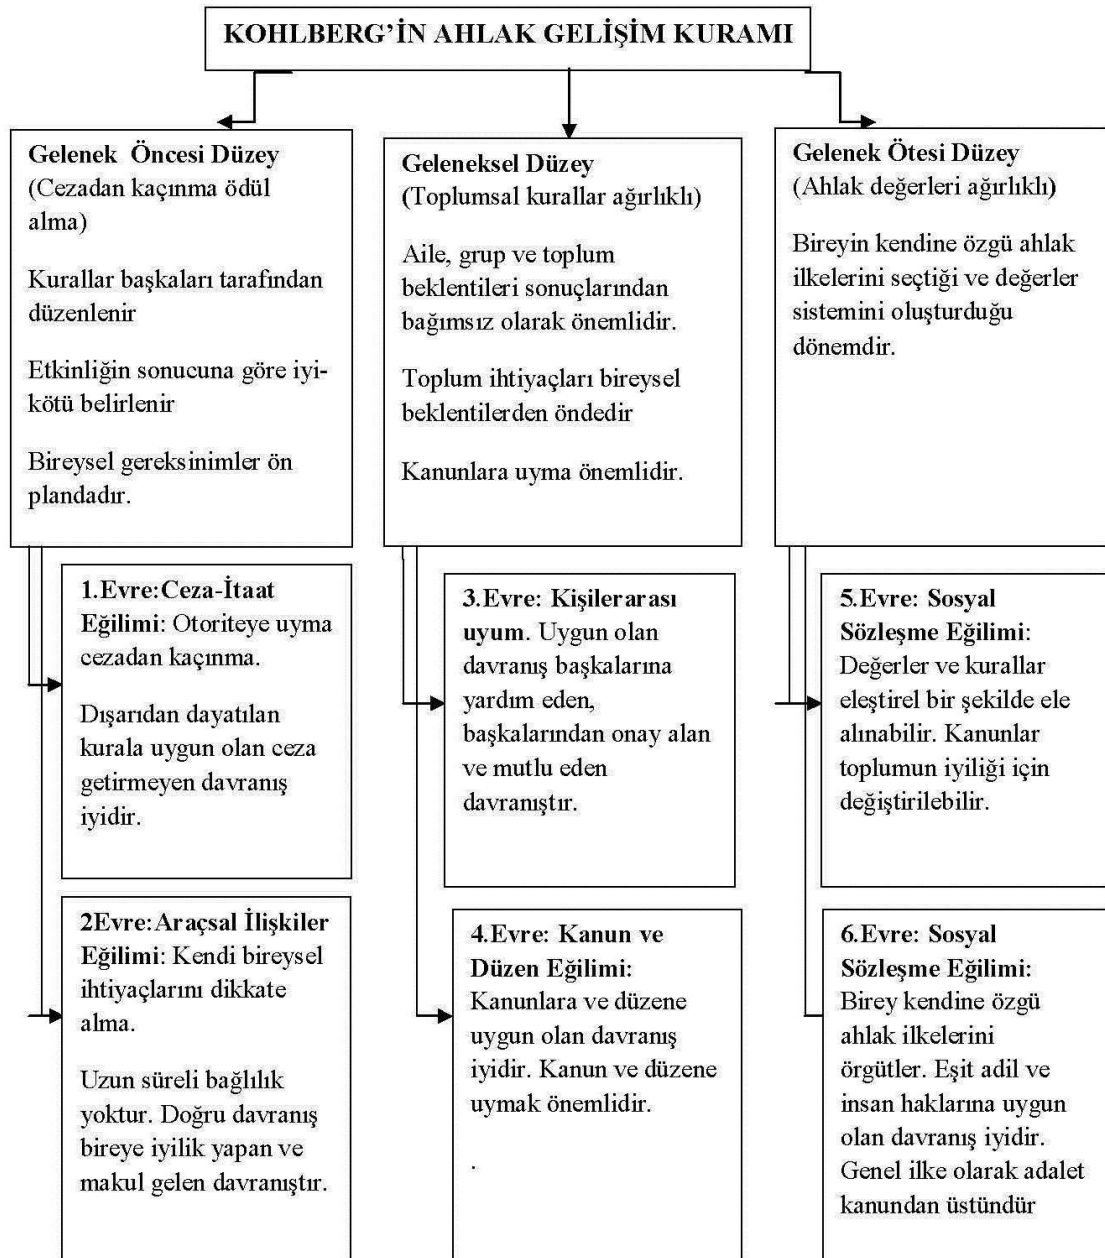 KOHLBERG’İN AHLAK GELİŞİM KURAMI
Gelenek Öncesi Düzey
(Cezadan kaçınma ödül
alma)
Kurallar başkaları tarafından
düzenlenir
Etkinliğin sonucuna göre iyi-
kötü belirlenir
Bireysel gereksinimler ön
plandadır.
Geleneksel Düzey
(Toplumsal kurallar ağırlıklı)
Aile, grup ve toplum
beklentileri sonuçlarından
bağımsız olarak önemlidir.
Toplum ihtiyaçları bireysel
beklentilerden öndedir
Kanunlara uyma önemlidir.
Gelenek Ötesi Düzey
(Ahlak değerleri ağırlıklı)
Bireyin kendine özgü ahlak
ilkelerini seçtiği ve değerler
sistemini oluşturduğu
dönemdir.
1.Evre:Ceza-İtaat
Eğilimi: Otoriteye uyma
cezadan kaçınma.
Dışarıdan dayatılan
kurala uygun olan ceza
getirmeyen davranış
iyidir.
3.Evre: Kişilerarası
uyum. Uygun olan
davranış başkalarına
yardım eden,
başkalarından onay alan
ve mutlu eden
davranıştır.
5.Evre: Sosyal
Sözleşme Eğilimi:
Değerler ve kurallar
eleştirel bir şekilde ele
alınabilir. Kanunlar
toplumun iyiliği için
değiştirilebilir.
2Evre:Araçsal İlişkiler
Eğilimi: Kendi bireysel
ihtiyaçlarını dikkate
alma.
Uzun süreli bağlılık
yoktur. Doğru davranış
bireye iyilik yapan ve
makul gelen davranıştır.
4.Evre: Kanun ve
Düzen Eğilimi:
Kanunlara ve düzene
uygun olan davranış
iyidir. Kanun ve düzene
uymak önemlidir.
.
6.Evre: Sosyal
Sözleşme Eğilimi:
Birey kendine özgü
ahlak ilkelerini
örgütler. Eşit adil ve
insan haklarına uygun
olan davranış iyidir.
Genel ilke olarak adalet
kanundan üstündür